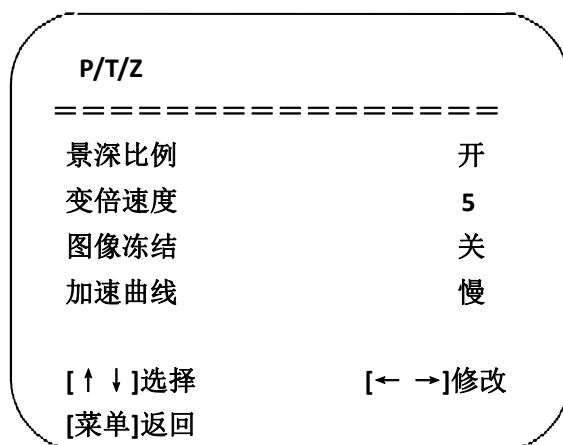 P/T/Z
=================
景深比例 开
变倍速度 5
图像冻结 关
加速曲线 慢
[↑↓]选择 [← →]修改
[菜单]返回